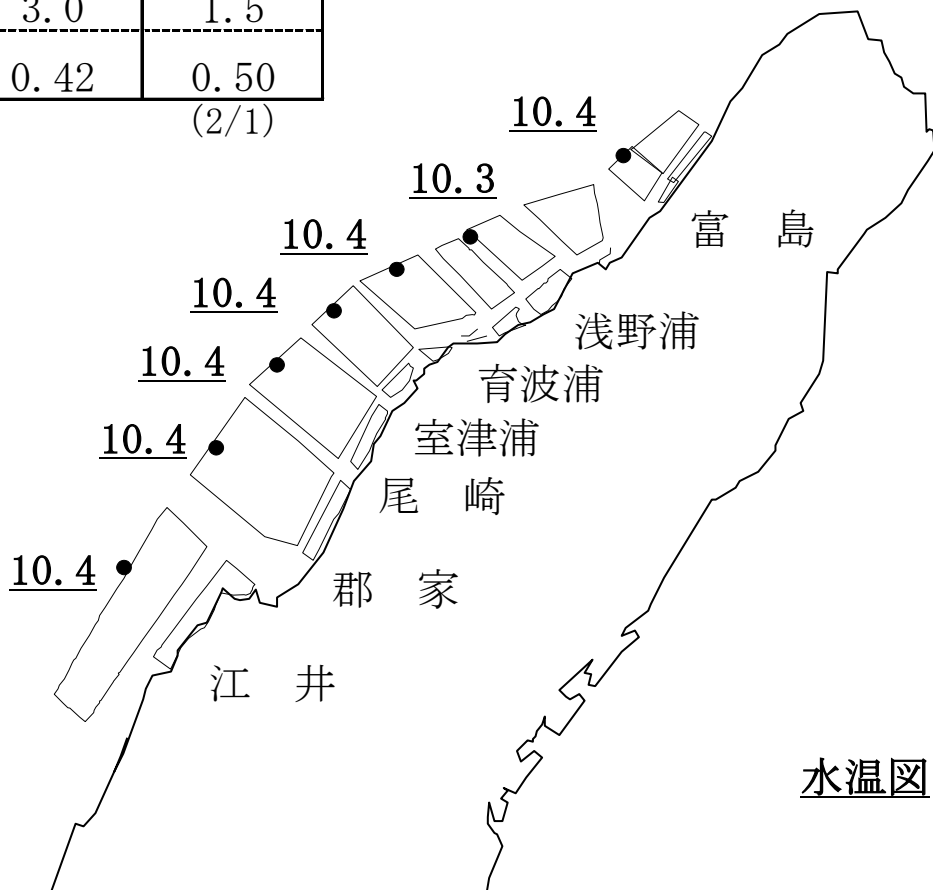 3.0 1.5
0.42 0.50
(2/1)
10.4
10.3
10.4
10.4
10.4
10.4
10.4
富 島
浅野浦
育波浦
室津浦
尾 崎
郡 家
江 井
水温図